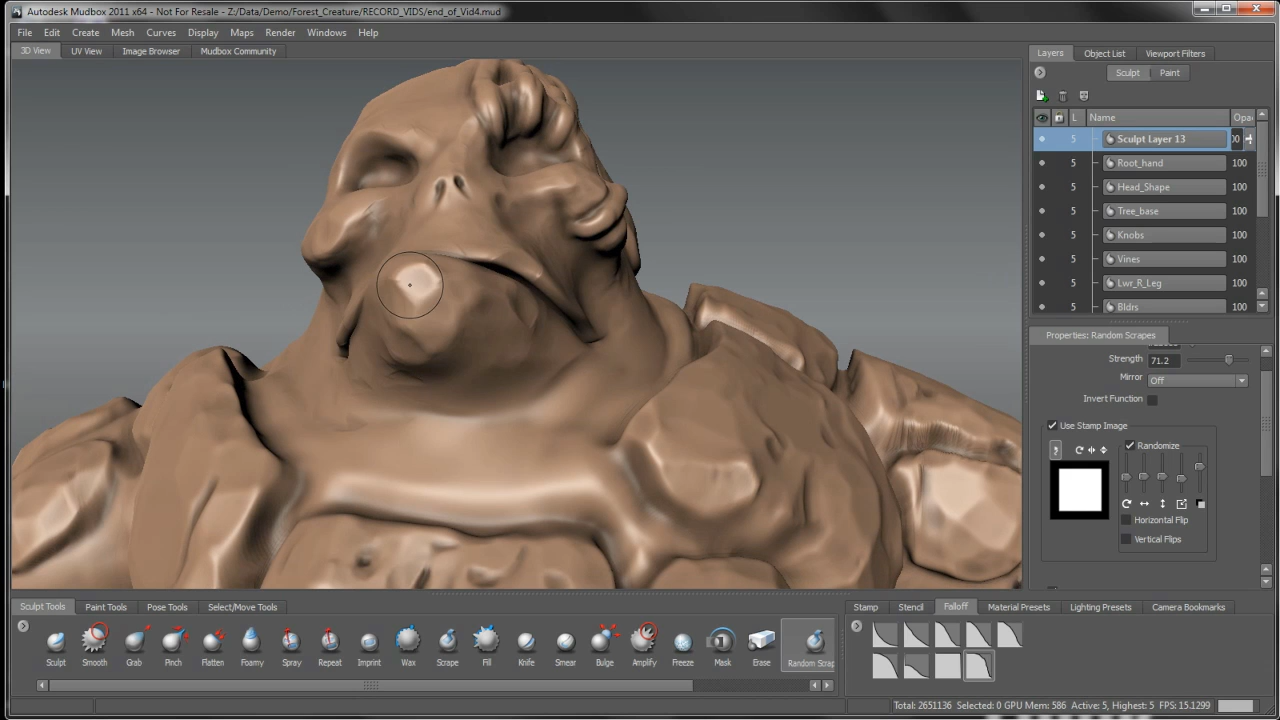 Autodesk Mudbox 2011 x64 - Not For Resale - Z:/Data/Demo/Forest_Creature/RECORD_VIDS/end_of_Vid4.mud
File Edit Create Mesh Curves Display Maps Render Windows Help
3D View UV View Image Browser Mudbox Community
Layers Object List Viewport Filters
Sculpt Paint
L Name Opac
5 Sculpt Layer 13
5 Root_hand 100
5 Head_Shape 100
5 Tree_base 100
5 Knobs 100
5 Vines 100
5 Lwr_R_Leg 100
5 Bldrs 100
Properties: Random Scrapes
Strength 71.2
Mirror Off
Invert Function
Use Stamp Image
Randomize
Horizontal Flip
Vertical Flips
Sculpt Tools Paint Tools Pose Tools Select/Move Tools
Sculpt Smooth Grab Pinch Flatten Foamy Spray Repeat Imprint Wax Scrape Fill Knife Smear Bulge Amplify Freeze Mask Erase Random Scrap
Stamp Stencil Falloff Material Presets Lighting Presets Camera Bookmarks
Total: 2651136 Selected: 0 GPU Mem: 586 Active: 5, Highest: 5 FPS: 15.1299